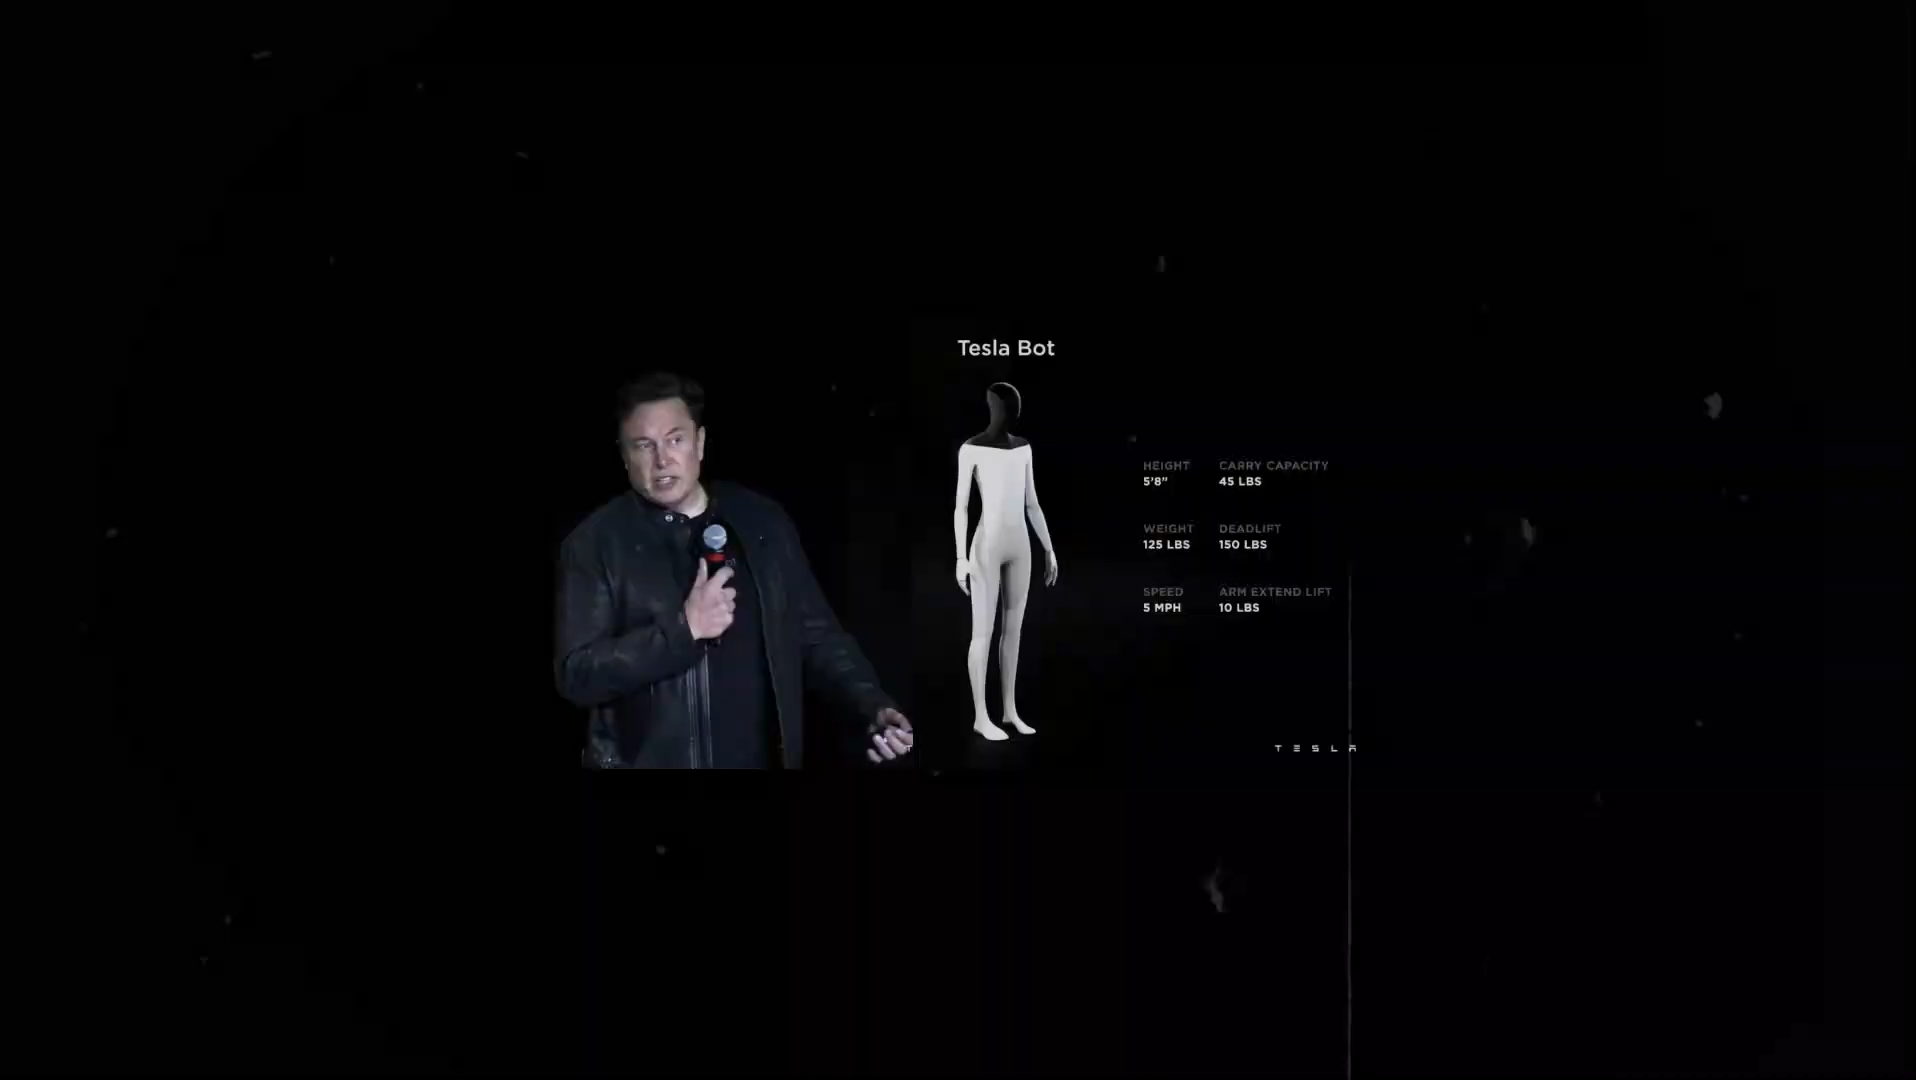 Tesla Bot
HEIGHT
5'8"
CARRY CAPACITY
45 LBS
WEIGHT
125 LBS
DEADLIFT
150 LBS
SPEED
5 MPH
ARM EXTEND LIFT
10 LBS
TESLA